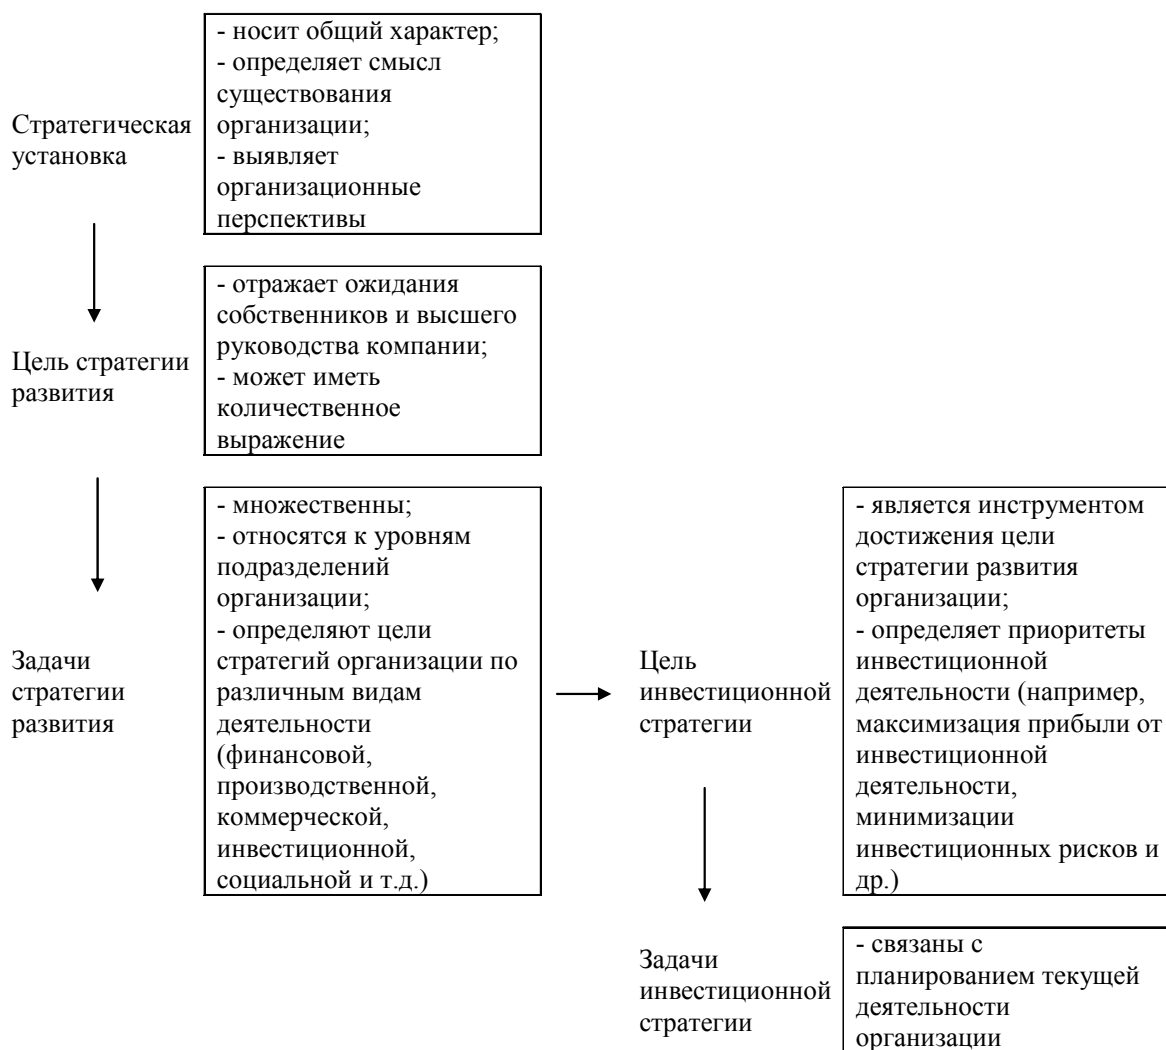 Стратегическая
установка
- носит общий характер;
- определяет смысл
существования
организации;
- выявляет
организационные
перспективы
Цель стратегии
развития
- отражает ожидания
собственников и высшего
руководства компании;
- может иметь
количественное
выражение
Задачи
стратегии
развития
- множественны;
- относятся к уровням
подразделений
организации;
- определяют цели
стратегий организации по
различным видам
деятельности
(финансовой,
производственной,
коммерческой,
инвестиционной,
социальной и т.д.)
Цель
инвестиционной
стратегии
- является инструментом
достижения цели
стратегии развития
организации;
- определяет приоритеты
инвестиционной
деятельности (например,
максимизация прибыли от
инвестиционной
деятельности,
минимизации
инвестиционных рисков и
др.)
Задачи
инвестиционной
стратегии
- связаны с
планированием текущей
деятельности
организации